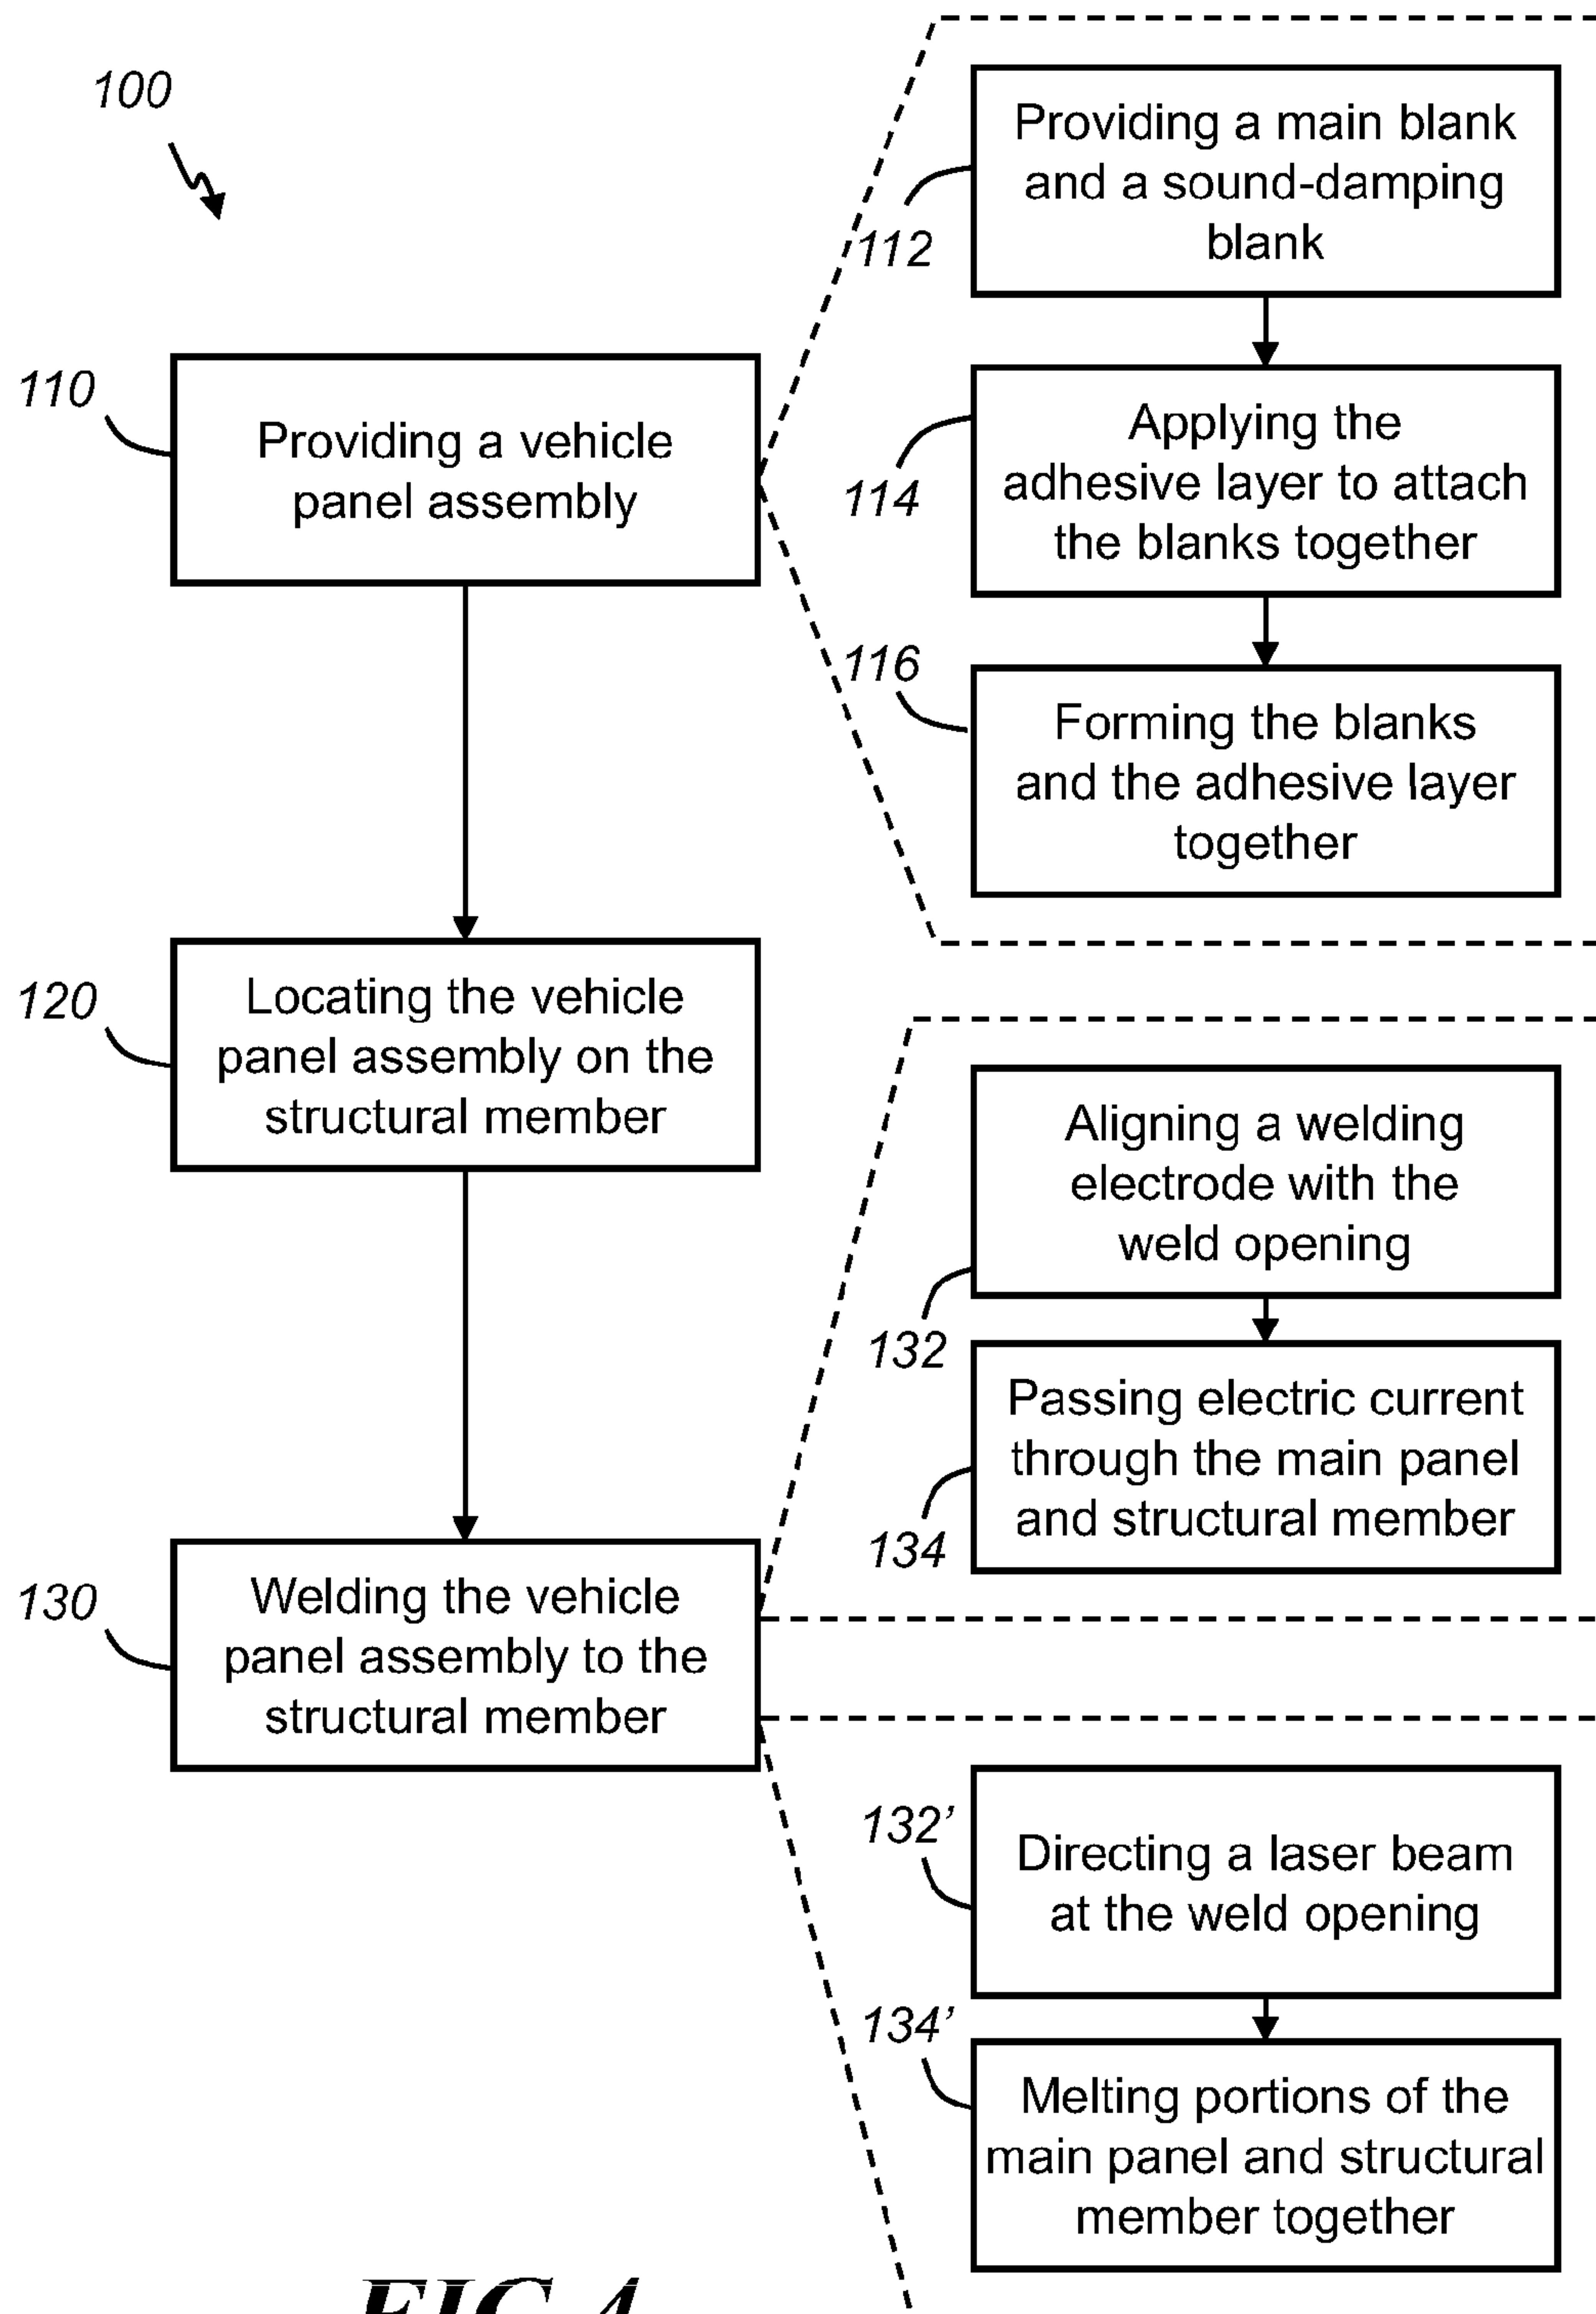 100
110
Providing a vehicle
panel assembly
112
Providing a main blank
and a sound-damping
blank
114
Applying the
adhesive layer to attach
the blanks together
116
Forming the blanks
and the adhesive layer
together
120
Locating the vehicle
panel assembly on the
structural member
130
Welding the vehicle
panel assembly to the
structural member
132
Aligning a welding
electrode with the
weld opening
134
Passing electric current
through the main panel
and structural member
132’
Directing a laser beam
at the weld opening
134’
Melting portions of the
main panel and structural
member together
FIG 4